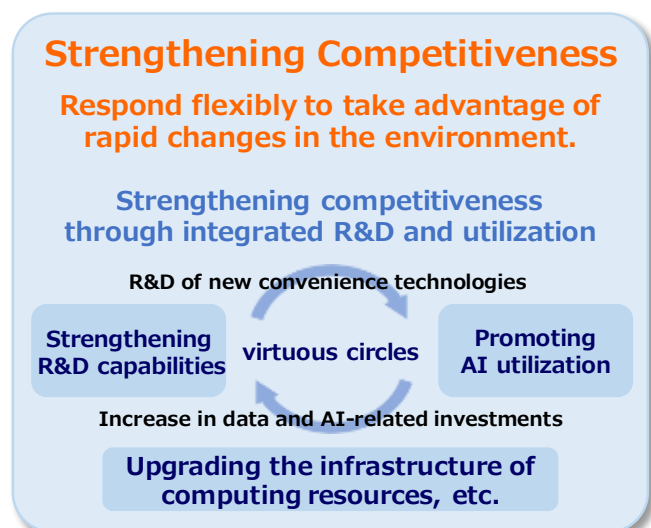 Strengthening Competitiveness
Respond flexibly to take advantage of
rapid changes in the environment.
Strengthening competitiveness
through integrated R&D and utilization
R&D of new convenience technologies
Strengthening
R&D capabilities
virtuous circles
Promoting
AI utilization
Increase in data and AI-related investments
Upgrading the infrastructure of
computing resources, etc.